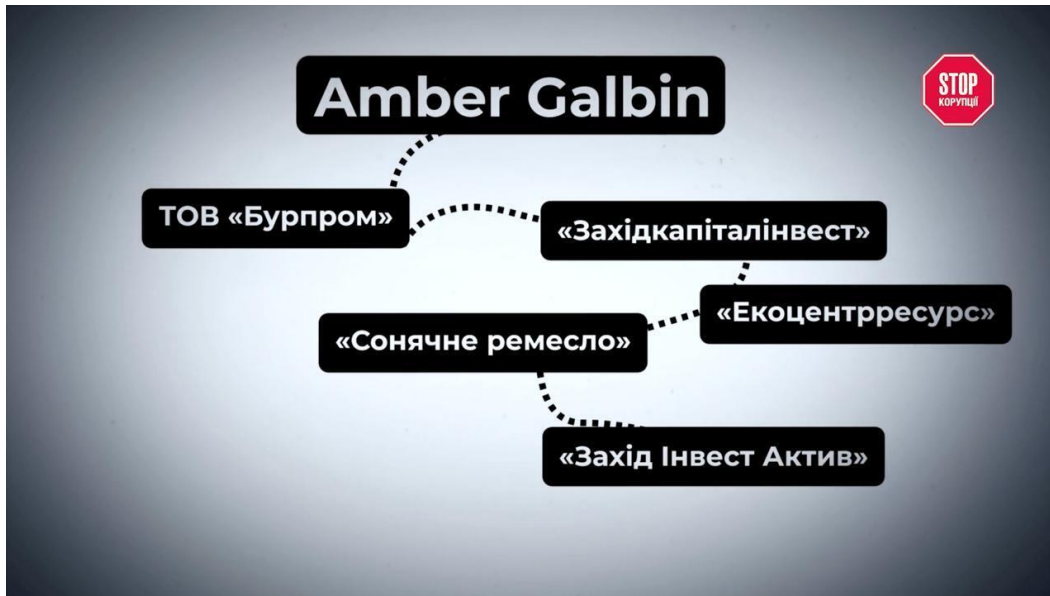 Amber Galbin
STOP
КОРУПЦІЇ
ТОВ «Бурпром»
«Західкапіталінвест»
«Екоцентрресурс»
«Сонячне ремесло»
«Захід Інвест Актив»